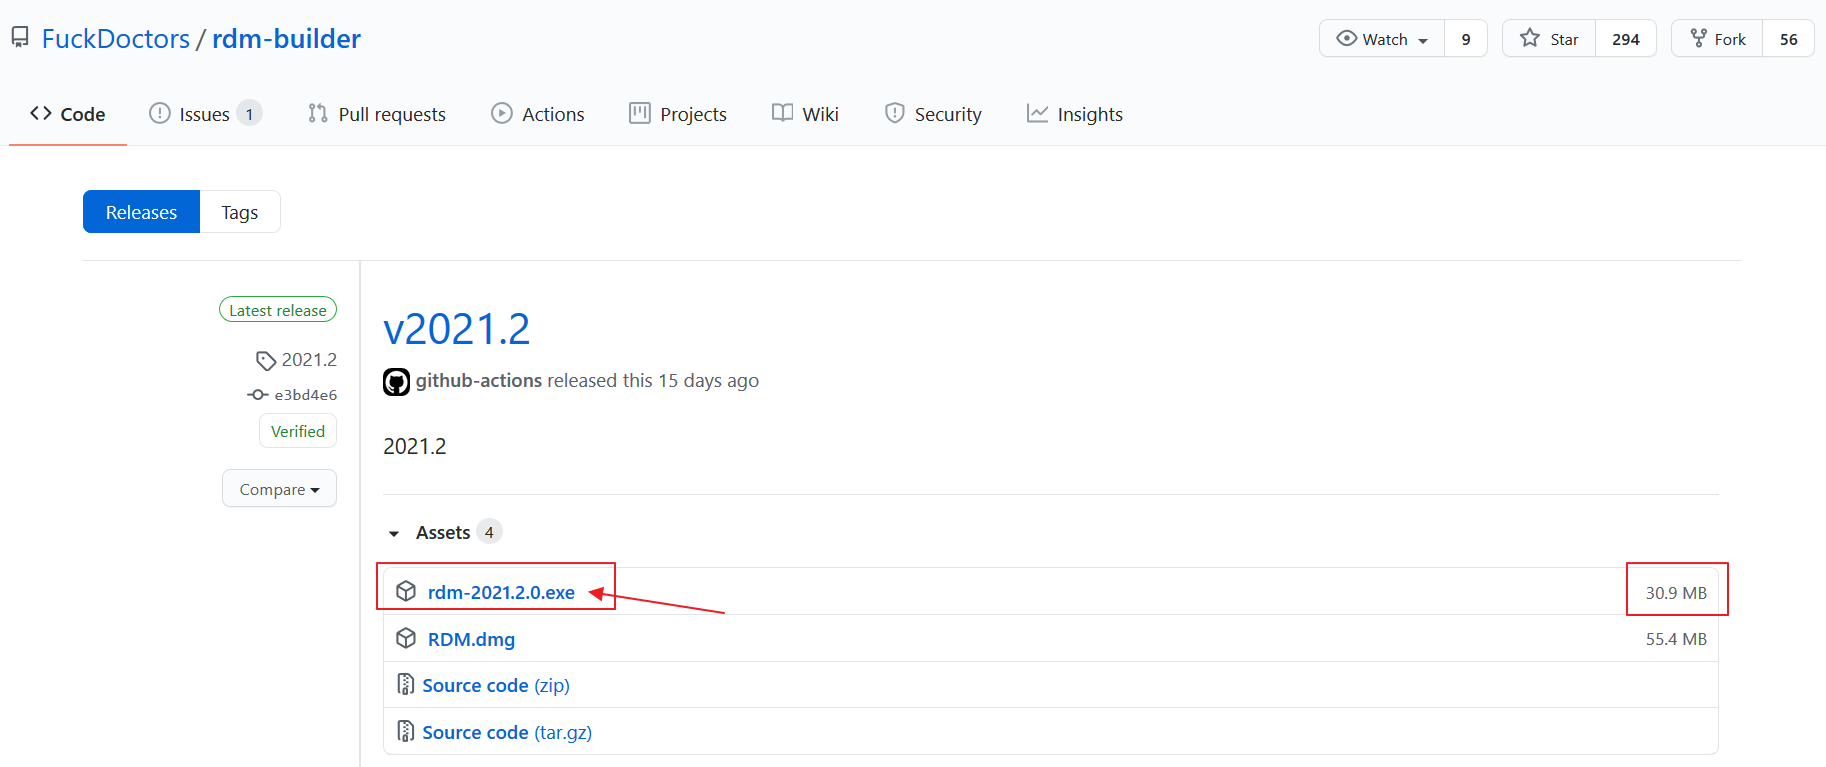 FuckDoctors / rdm-builder
Watch 9 Star 294 Fork 56
Code Issues 1 Pull requests Actions Projects Wiki Security Insights
Releases Tags
Latest release
2021.2
e3bd4e6
Verified
Compare
v2021.2
github-actions released this 15 days ago
2021.2
Assets 4
rdm-2021.2.0.exe 30.9 MB
RDM.dmg 55.4 MB
Source code (zip)
Source code (tar.gz)